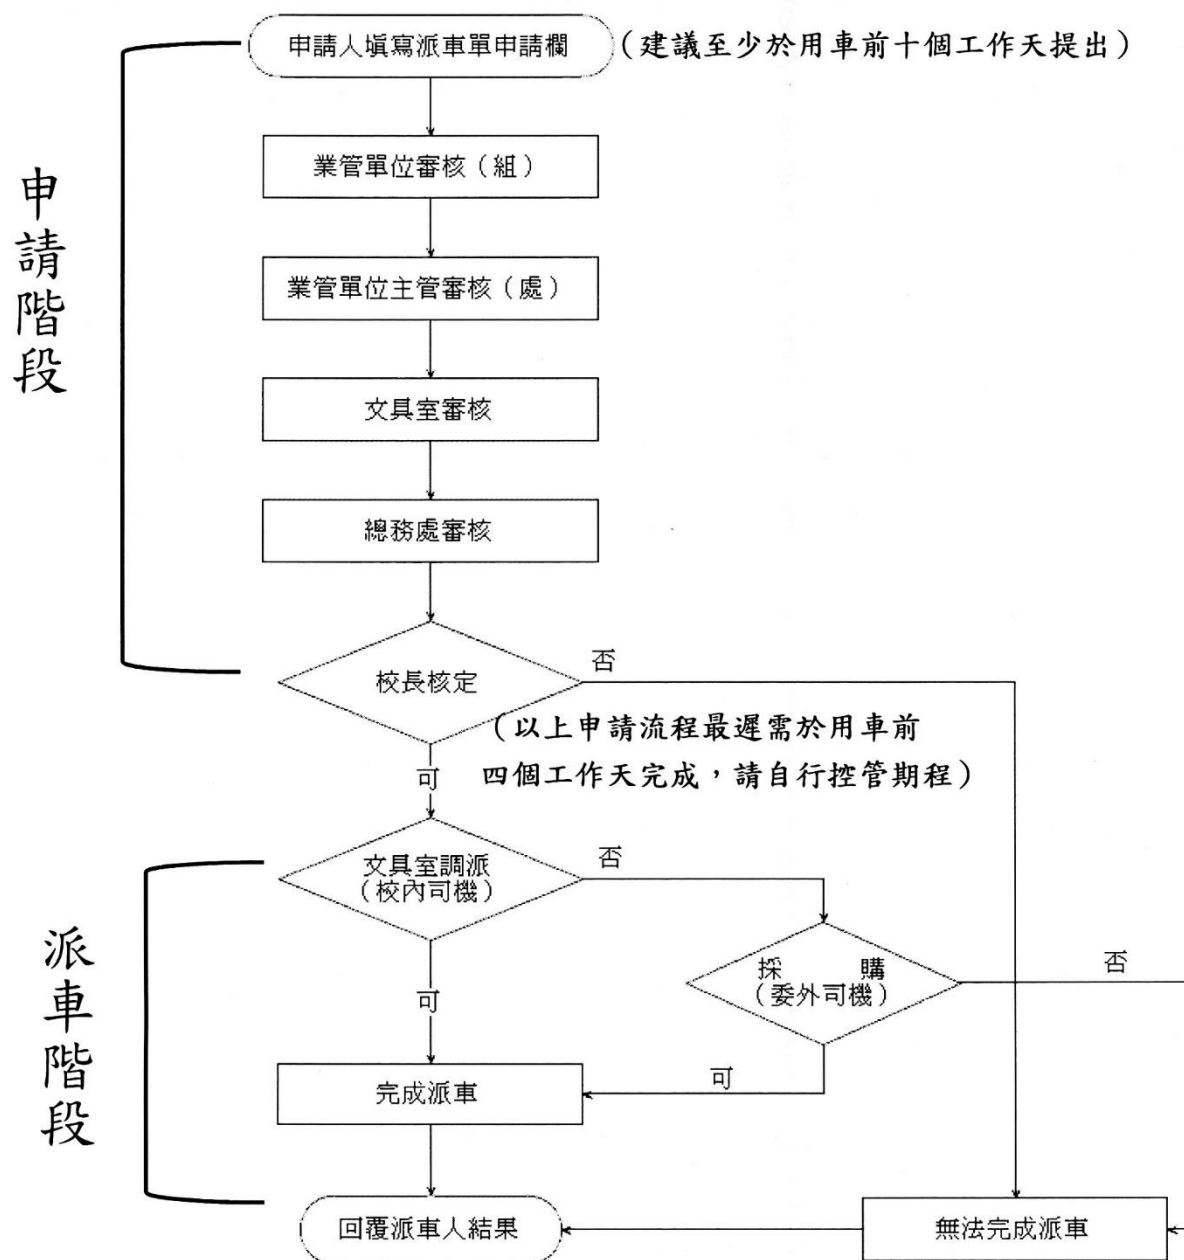 申請階段
申請人填寫派車單申請欄
（建議至少於用車前十個工作天提出）
業管單位審核（組）
業管單位主管審核（處）
文具室審核
總務處審核
校長核定
否
（以上申請流程最遲需於用車前
四個工作天完成，請自行控管期程）
可
派車階段
文具室調派
（校內司機）
否
採購
（委外司機）
否
可
可
完成派車
回覆派車人結果
無法完成派車